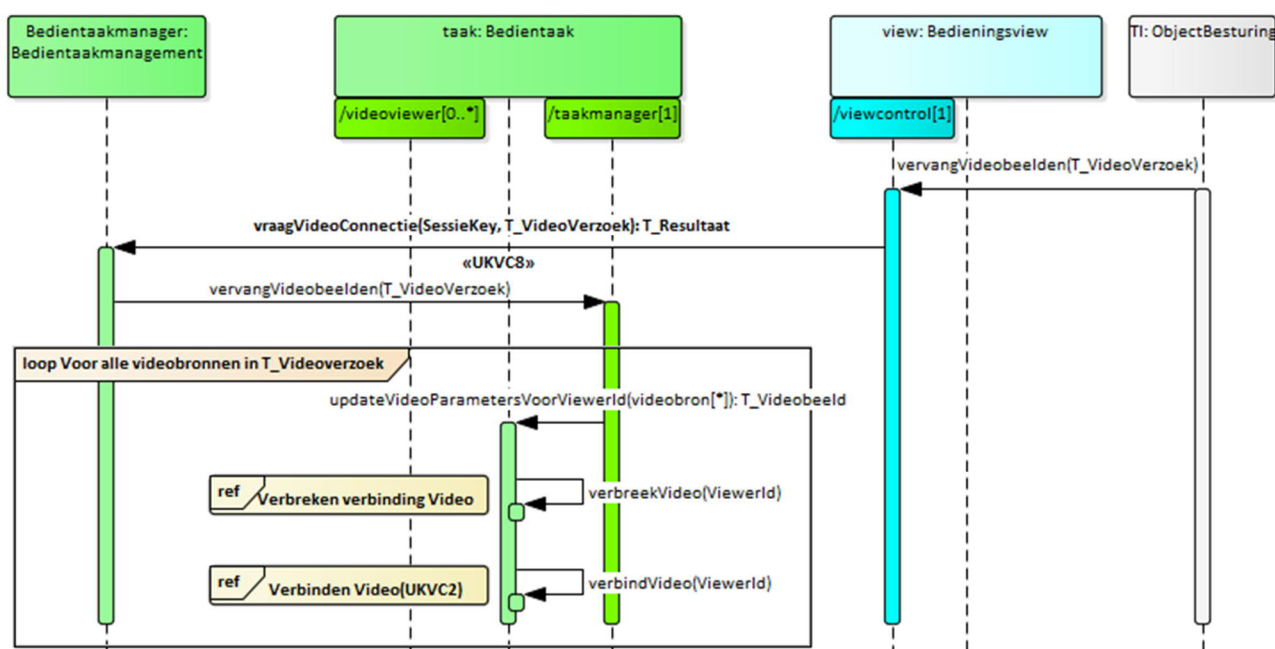 Bedientaakmanager:
Bedientaakmanagement
taak: Bedientaak
view: Bedieningsview
TI: ObjectBesturing
/videoviewer[0..*]
/taakmanager[1]
/viewcontrol[1]
vervangVideobeelden(T_VideoVerzoek)
vraagVideoConnectie(SessieKey, T_VideoVerzoek): T_Resultaat
«UKVC8»
vervangVideobeelden(T_VideoVerzoek)
loop Voor alle videobronnen in T_Videoverzoek
updateVideoParametersVoorViewerId(videobron[*]): T_Videobeeld
ref
Verbreken verbinding Video
verbreekVideo(ViewerId)
ref
Verbinden Video(UKVC2)
verbindVideo(ViewerId)